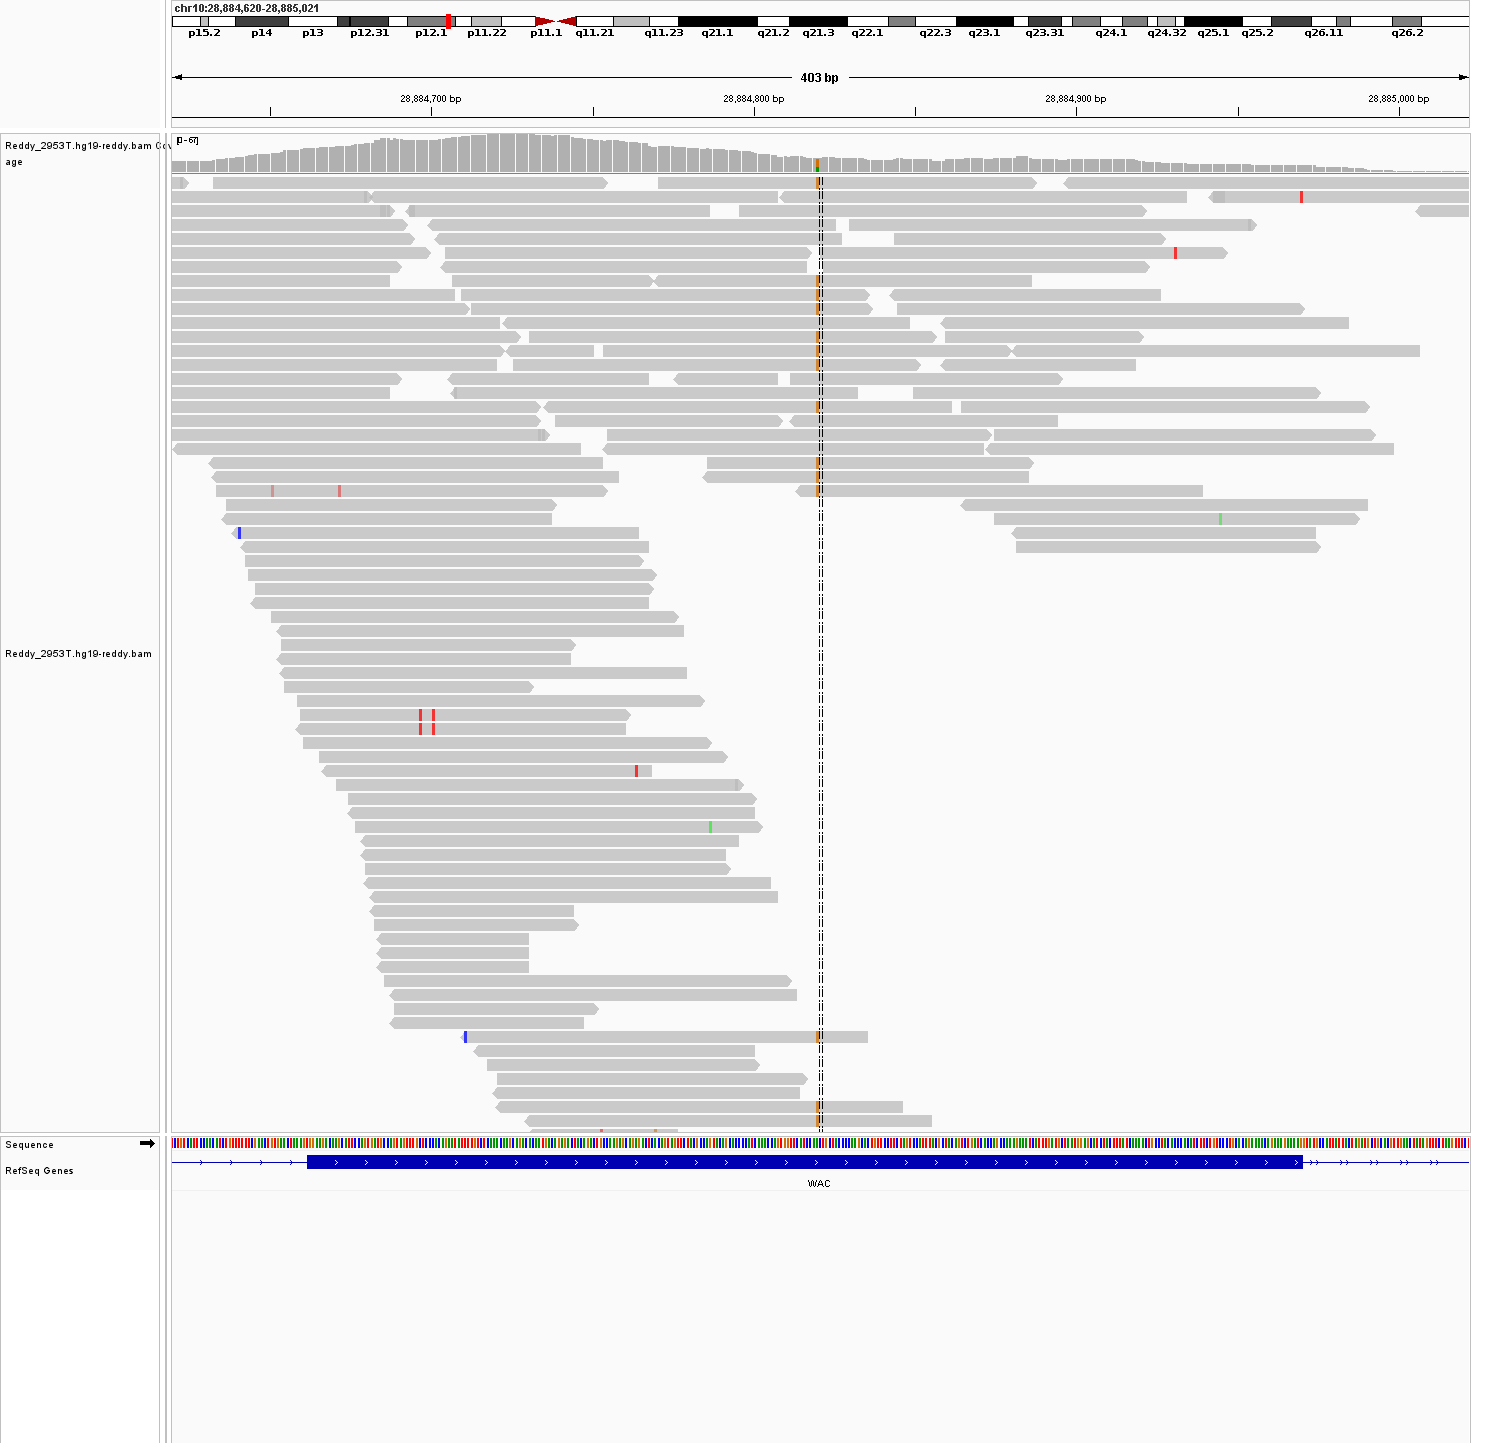 chr10:28,884,620-28,885,021
p15.2 p14 p13 p12.31 p12.1 p11.22 p11.1 q11.21 q11.23 q21.1 q21.2 q21.3 q22.1 q22.3 q23.1 q23.31 q24.1 q24.32 q25.1 q25.2 q26.11 q26.2
403 bp
28,884,700 bp 28,884,800 bp 28,884,900 bp 28,885,000 bp
Reddy_2953T.hg19-reddy.bam Cov
age
[0 - 67]
Reddy_2953T.hg19-reddy.bam
Sequence
RefSeq Genes
WAC